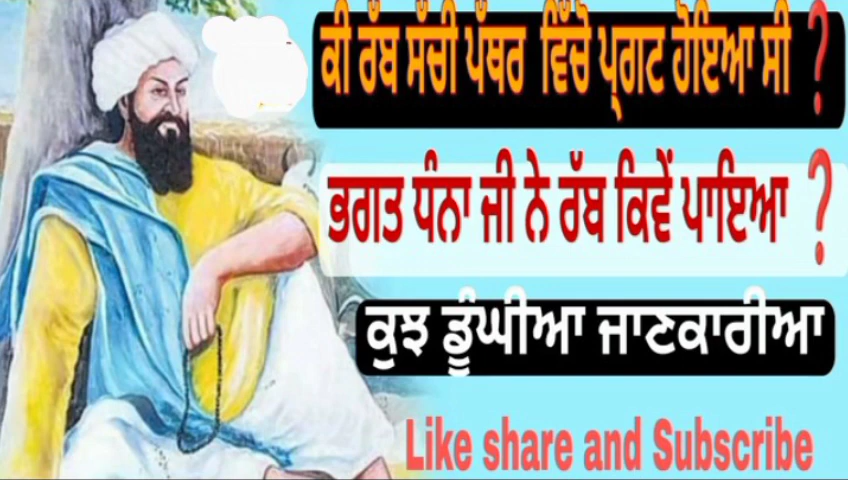 ਕੀ ਰੱਬ ਸੱਚੀ ਪੱਥਰ ਵਿੱਚੋ ਪ੍ਰਗਟ ਹੋਇਆ ਸੀ ❓
ਭਗਤ ਧੰਨਾ ਜੀ ਨੇ ਰੱਬ ਕਿਵੇਂ ਪਾਇਆ ❓
ਕੁਝ ਡੂੰਘੀਆ ਜਾਣਕਾਰੀਆ
Like share and Subscribe